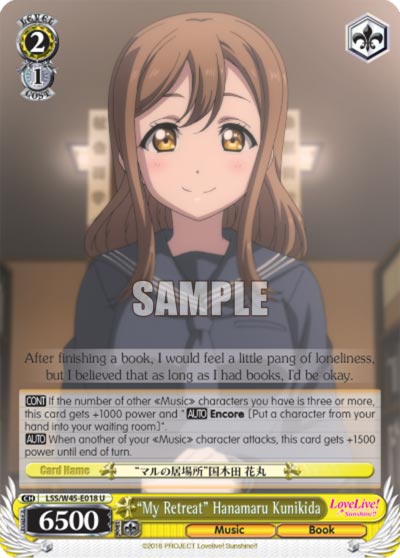 LEVEL
2
1
COST
SAMPLE
After finishing a book, I would feel a little pang of loneliness,
but I believed that as long as I had books, I'd be okay.
CONT If the number of other «Music» characters you have is three or more,
this card gets +1000 power and "AUTO Encore [Put a character from your
hand into your waiting room]".
AUTO When another of your «Music» character attacks, this card gets +1500
power until end of turn.
Card Name
"マルの居場所"国木田 花丸
CH LSS/W45-E018 U
6500
"My Retreat" Hanamaru Kunikida
Music
Book
LoveLive!
Sunshine!!
©2016 PROJECT Lovelive! Sunshine!!